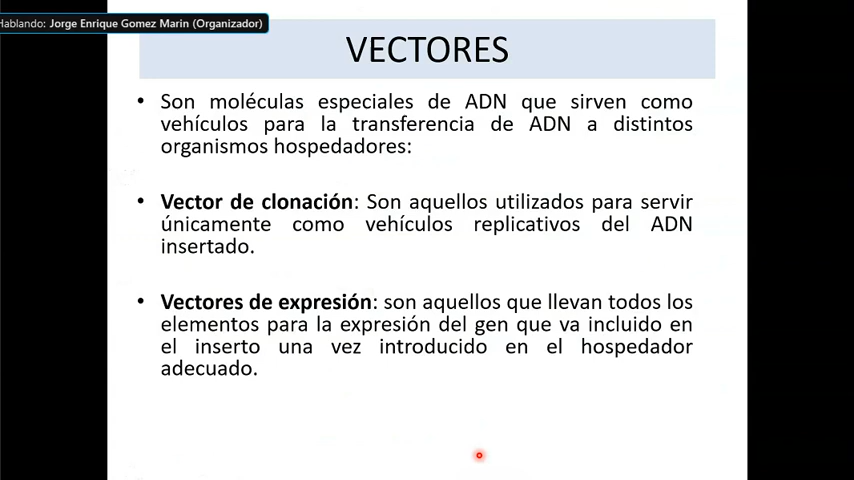 Hablando: Jorge Enrique Gomez Marin (Organizador)
VECTORES
• Son moléculas especiales de ADN que sirven como
vehículos para la transferencia de ADN a distintos
organismos hospedadores:
• Vector de clonación: Son aquellos utilizados para servir
únicamente como vehículos replicativos del ADN
insertado.
• Vectores de expresión: son aquellos que llevan todos los
elementos para la expresión del gen que va incluido en
el inserto una vez introducido en el hospedador
adecuado.